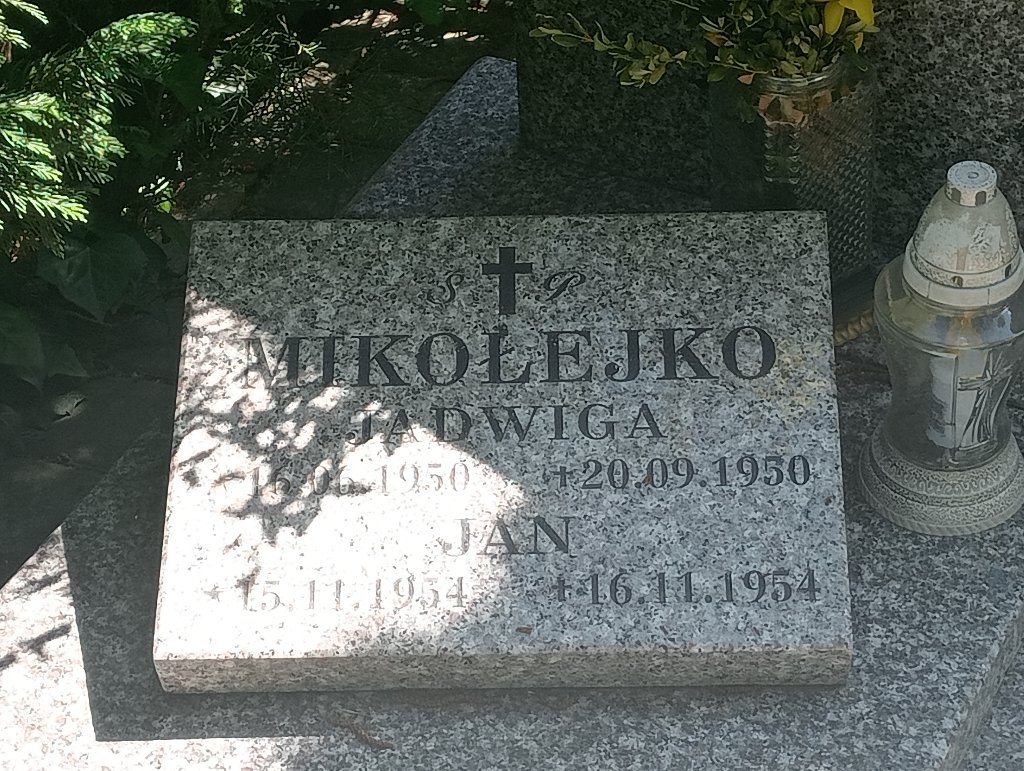 Ś † P
MIKOŁEJKO
JADWIGA
* 16.06.1950 † 20.09.1950
JAN
* 15.11.1954 † 16.11.1954